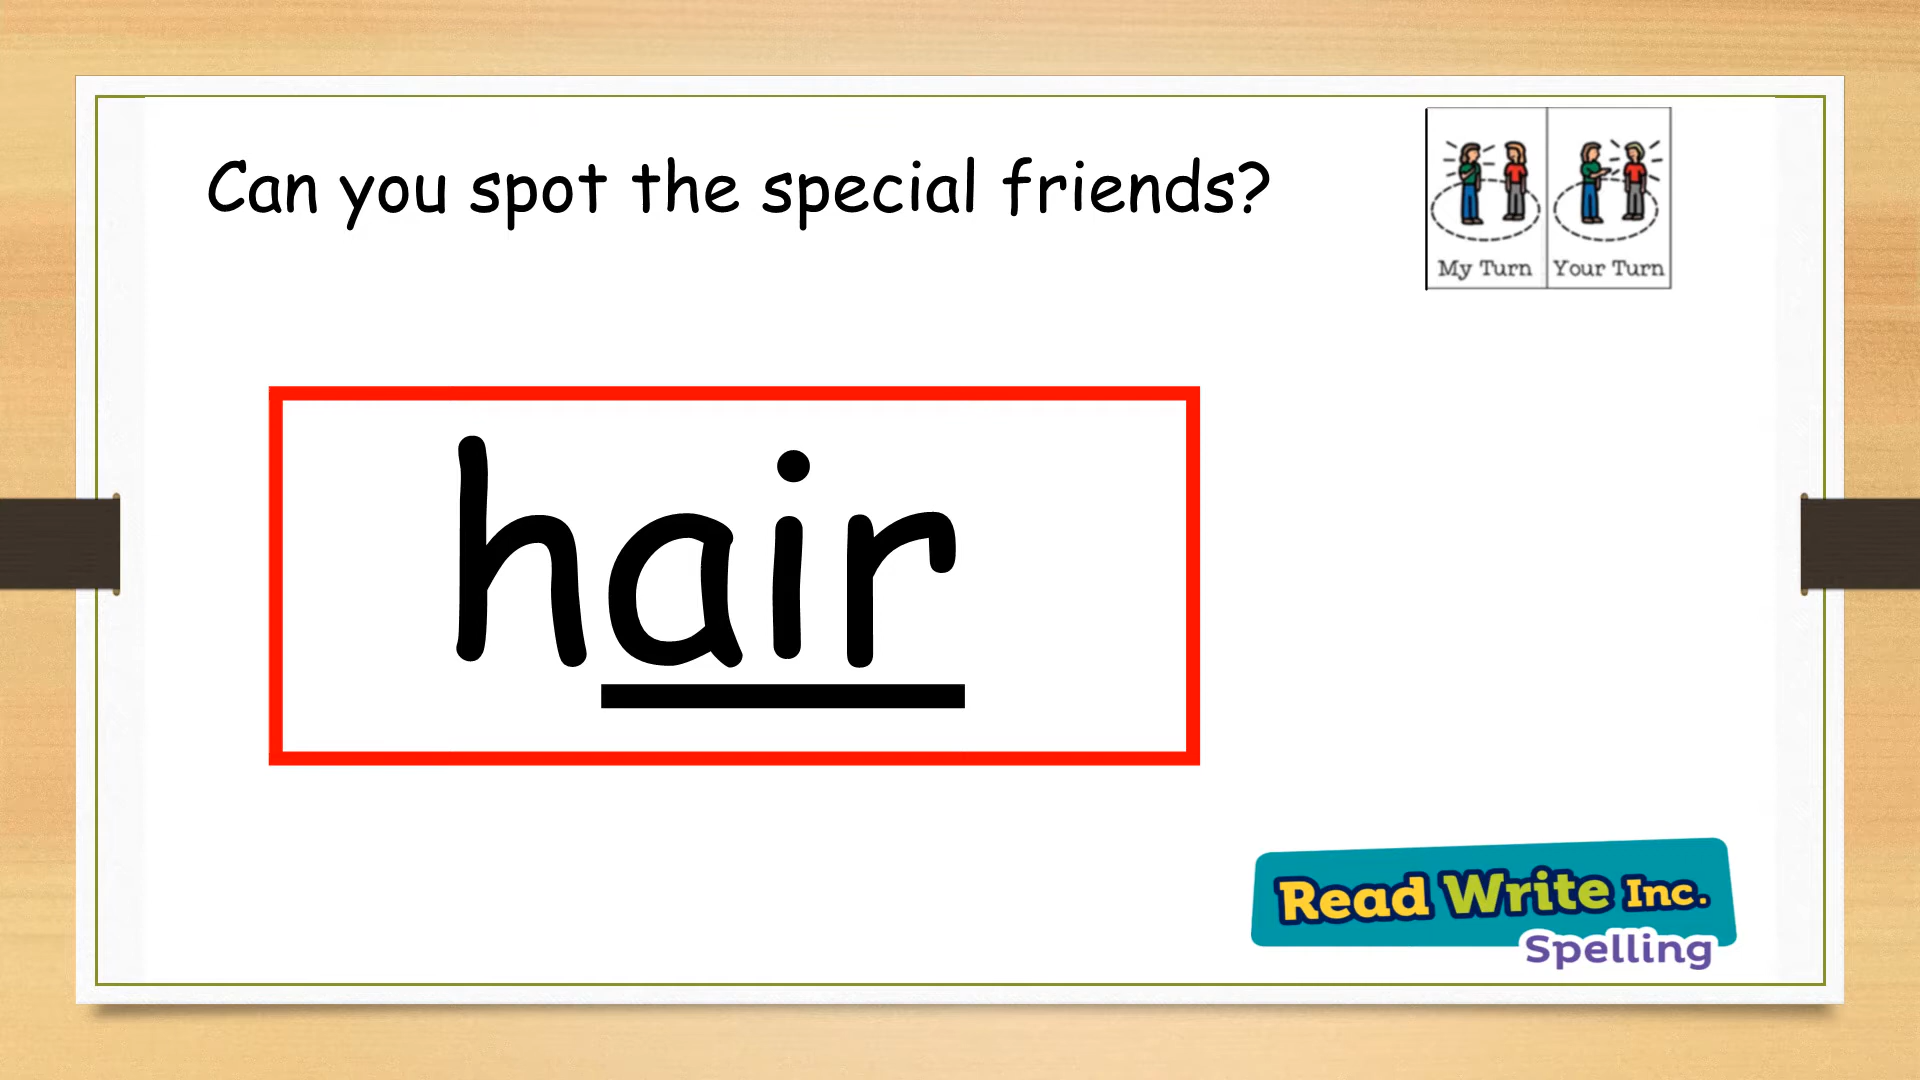 Can you spot the special friends?
My Turn
Your Turn
hair
Read Write Inc.
Spelling